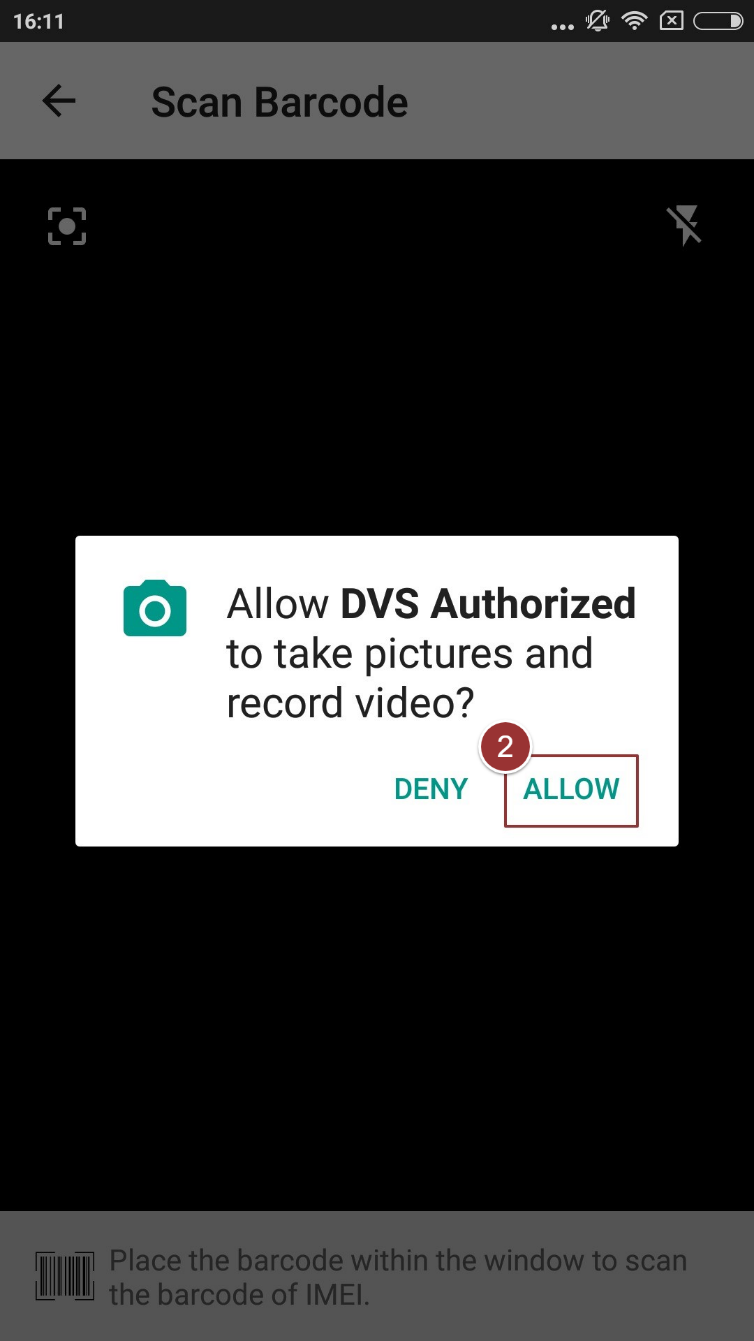 16:11
Scan Barcode
Allow DVS Authorized
to take pictures and
record video?
2
DENY ALLOW
Place the barcode within the window to scan
the barcode of IMEI.